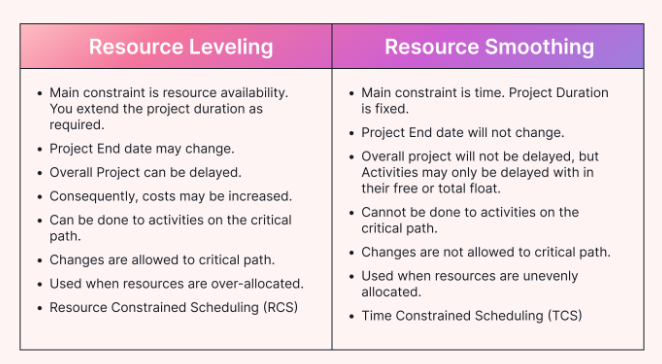 Resource Leveling
• Main constraint is resource availability.
You extend the project duration as
required.
• Project End date may change.
• Overall Project can be delayed.
• Consequently, costs may be increased.
• Can be done to activities on the critical
path.
• Changes are allowed to critical path.
• Used when resources are over-allocated.
• Resource Constrained Scheduling (RCS)
Resource Smoothing
• Main constraint is time. Project Duration
is fixed.
• Project End date will not change.
• Overall project will not be delayed, but
Activities may only be delayed with in
their free or total float.
• Cannot be done to activities on the
critical path.
• Changes are not allowed to critical path.
• Used when resources are unevenly
allocated.
• Time Constrained Scheduling (TCS)